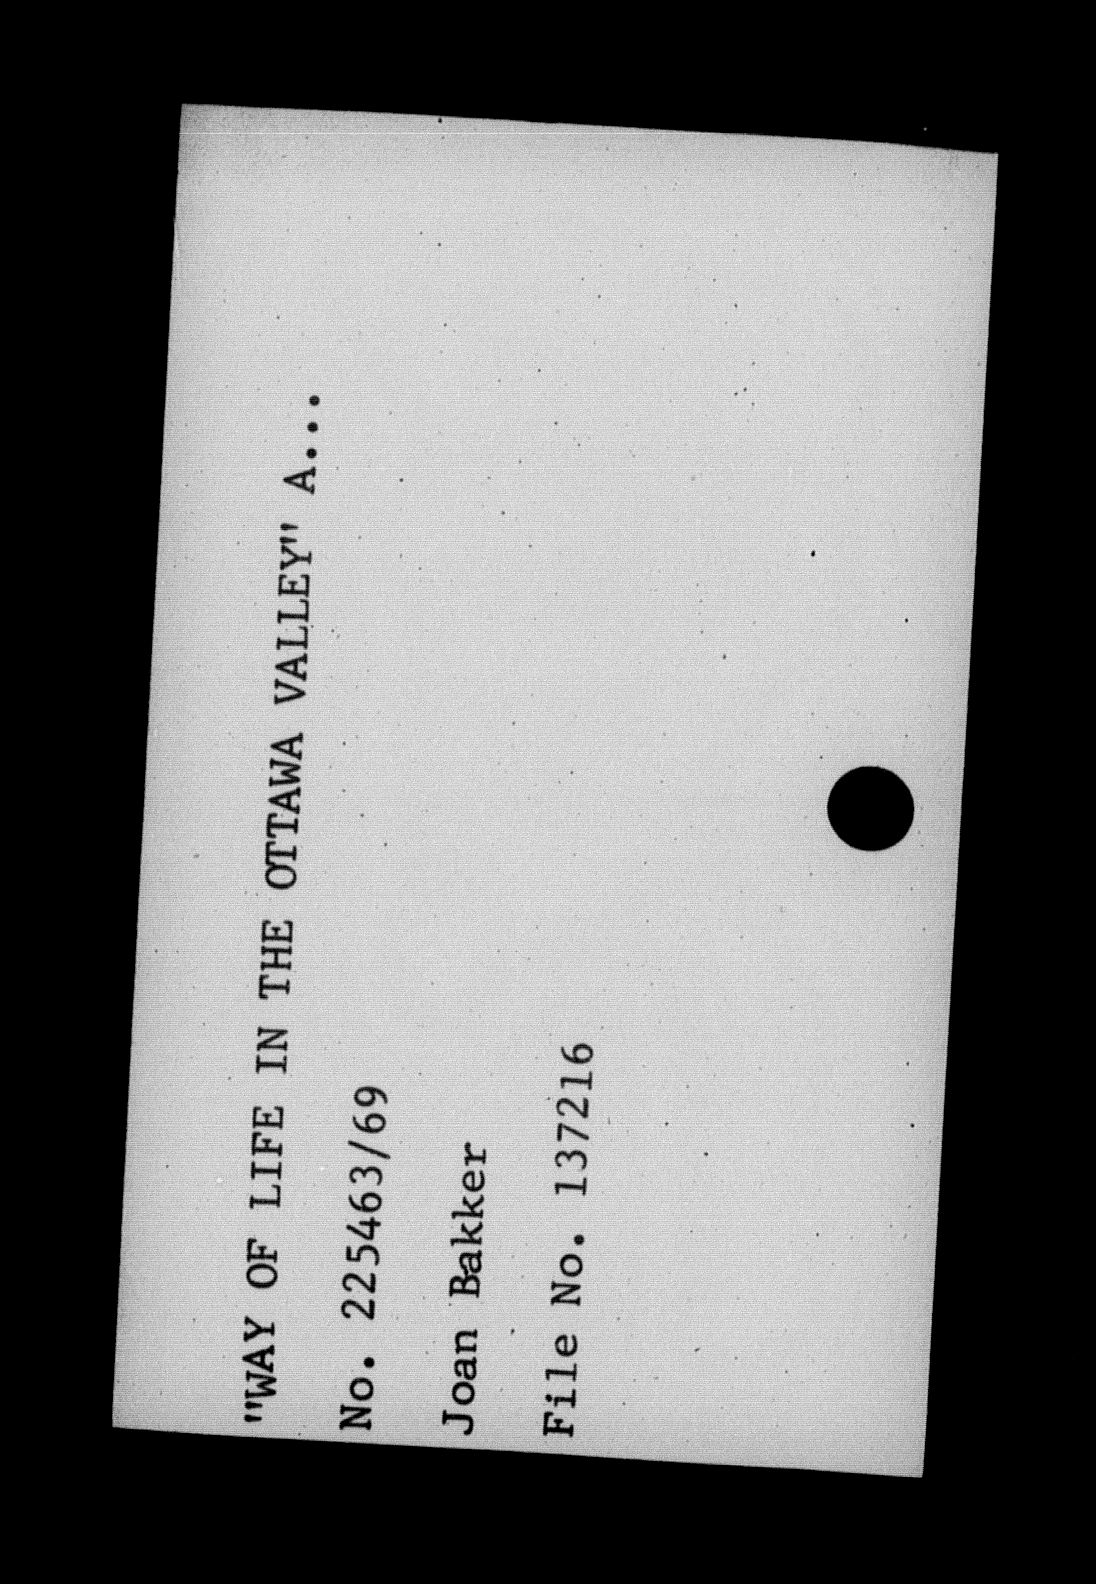 "WAY OF LIFE IN THE OTTAWA VALLEY" A...
No. 225463/69
Joan Bakker
File No. 137216